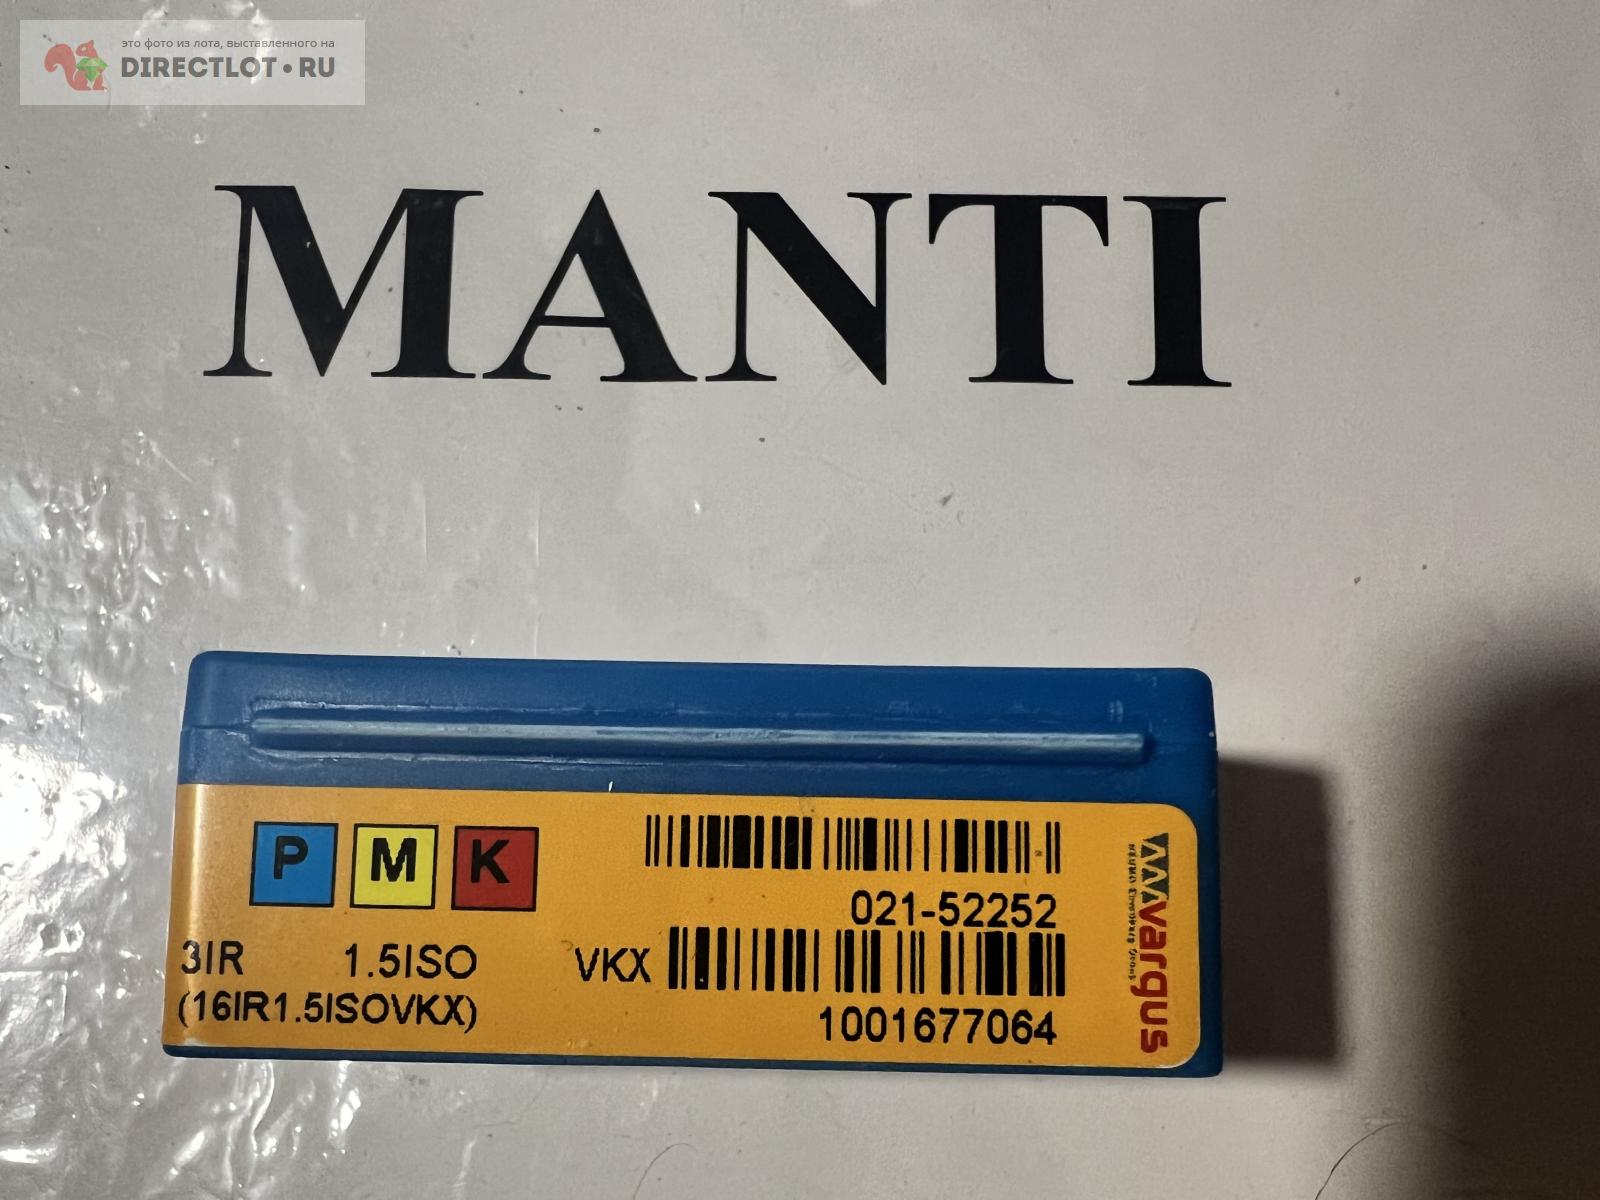 это фото из лота, выставленного на
DIRECTLOT•RU
MANTI
P M K
021-52252
3IR 1.5ISO VKX
(16IR1.5ISOVKX)
1001677064
vargus